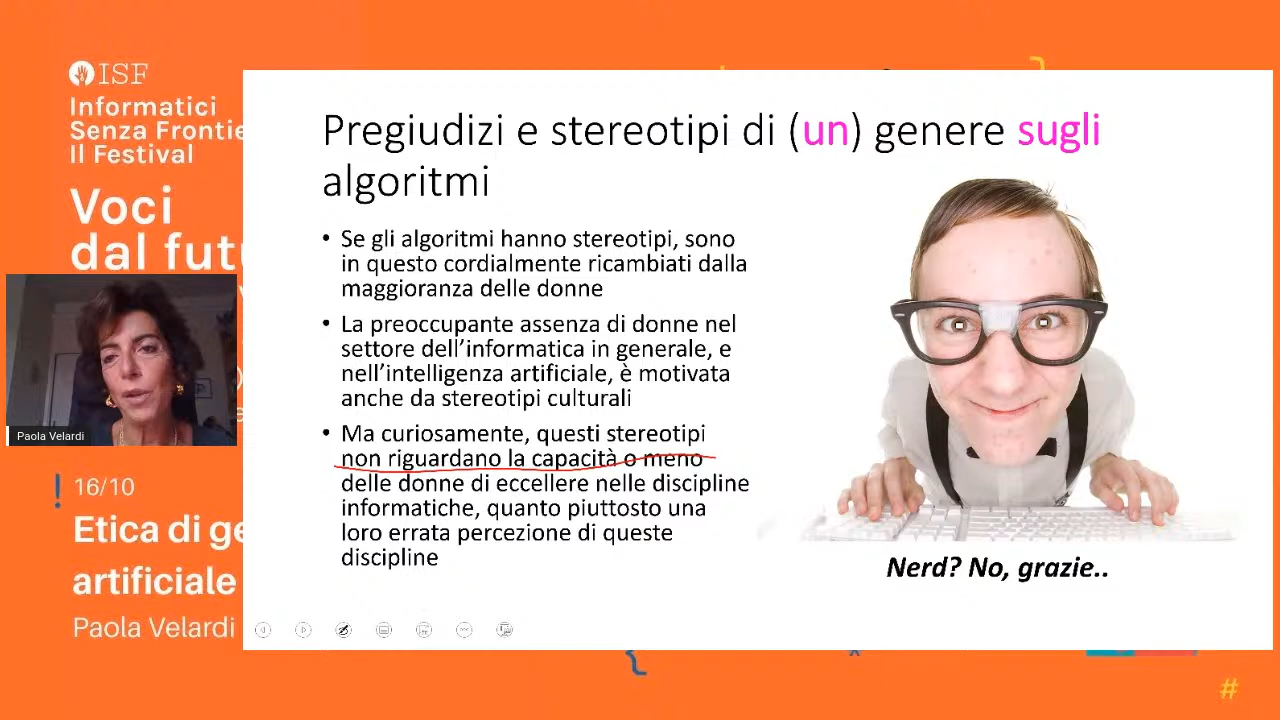 ISF
Informatici
Senza Frontie
Il Festival
Voci
dal futu
Paola Velardi
16/10
Etica di ge
artificiale
Paola Velardi
Pregiudizi e stereotipi di (un) genere sugli
algoritmi
• Se gli algoritmi hanno stereotipi, sono
in questo cordialmente ricambiati dalla
maggioranza delle donne
• La preoccupante assenza di donne nel
settore dell'informatica in generale, e
nell'intelligenza artificiale, è motivata
anche da stereotipi culturali
• Ma curiosamente, questi stereotipi
non riguardano la capacità o meno
delle donne di eccellere nelle discipline
informatiche, quanto piuttosto una
loro errata percezione di queste
discipline
Nerd? No, grazie..
#